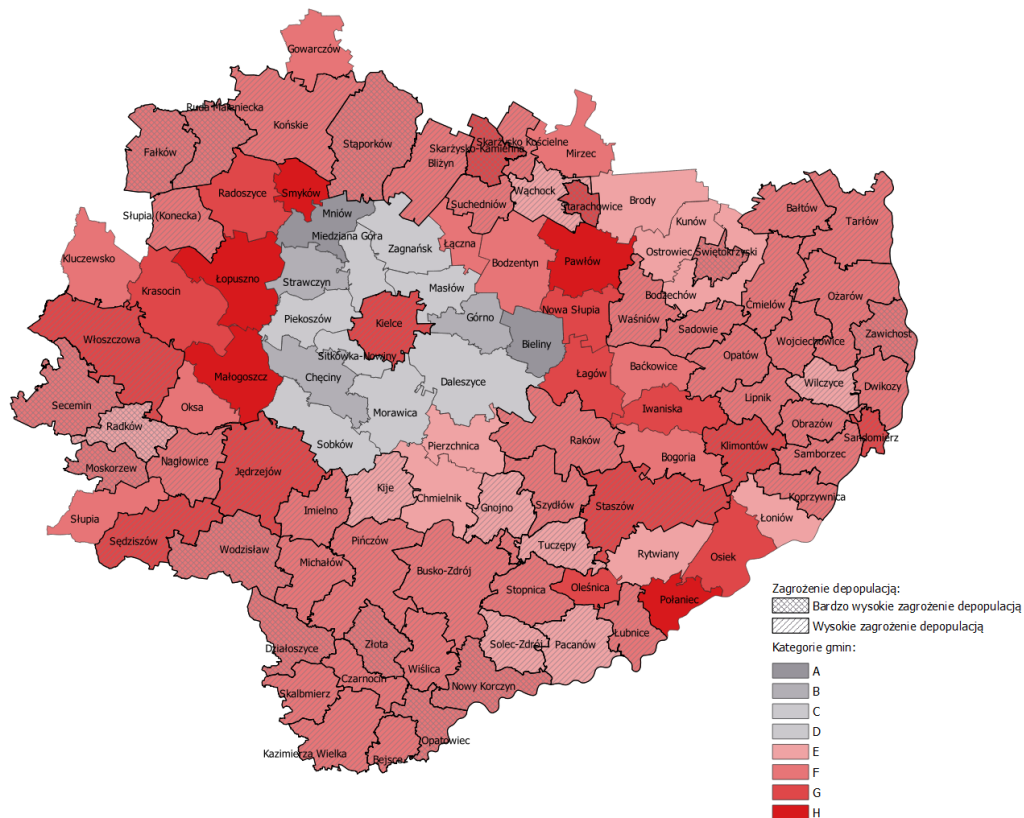 Gowarczów
Ruda Maleniecka
Końskie
Stąporków
Fałków
Skarżysko Kościelne
Skarżysko-Kamienna
Bliżyn
Mirzec
Radoszyce
Smyków
Wąchock
Brody
Suchedniów
Starachowice
Słupia (Konecka)
Mniów
Miedziana Góra
Zagnańsk
Łączna
Kunów
Bałtów
Tarłów
Kluczewsko
Łopuszno
Strawczyn
Masłów
Bodzentyn
Pawłów
Ostrowiec Świętokrzyski
Krasocin
Piekoszów
Kielce
Górno
Nowa Słupia
Bodzechów
Ćmielów
Ożarów
Włoszczowa
Sitkówka-Nowiny
Bieliny
Waśniów
Sadowie
Wojciechowice
Zawichost
Małogoszcz
Chęciny
Daleszyce
Łagów
Baćkowice
Opatów
Wilczyce
Dwikozy
Secemin
Oksa
Morawica
Iwaniska
Lipnik
Radków
Sobków
Pierzchnica
Raków
Klimontów
Obrazów
Sandomierz
Moskorzew
Nagłowice
Jędrzejów
Bogoria
Samborzec
Kije
Chmielnik
Gnojno
Szydłów
Staszów
Koprzywnica
Słupia
Imielno
Łoniów
Sędziszów
Wodzisław
Pińczów
Tuczępy
Rytwiany
Osiek
Michałów
Busko-Zdrój
Stopnica
Oleśnica
Połaniec
Działoszyce
Złota
Solec-Zdrój
Pacanów
Łubnice
Skalbmierz
Czarnocin
Wiślica
Nowy Korczyn
Kazimierza Wielka
Bejsce
Opatowiec
Zagrożenie depopulacją:
Bardzo wysokie zagrożenie depopulacją
Wysokie zagrożenie depopulacją
Kategorie gmin:
A
B
C
D
E
F
G
H